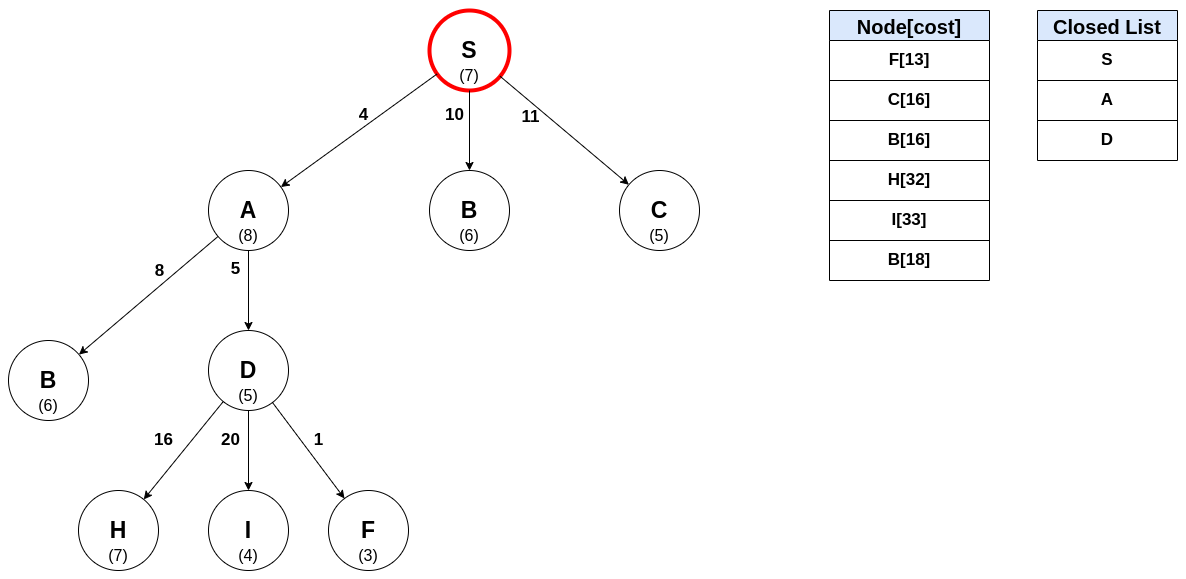 S
(7)
4
10
11
A
(8)
B
(6)
C
(5)
8
5
B
(6)
D
(5)
16
20
1
H
(7)
I
(4)
F
(3)
Node[cost]
F[13]
C[16]
B[16]
H[32]
I[33]
B[18]
Closed List
S
A
D